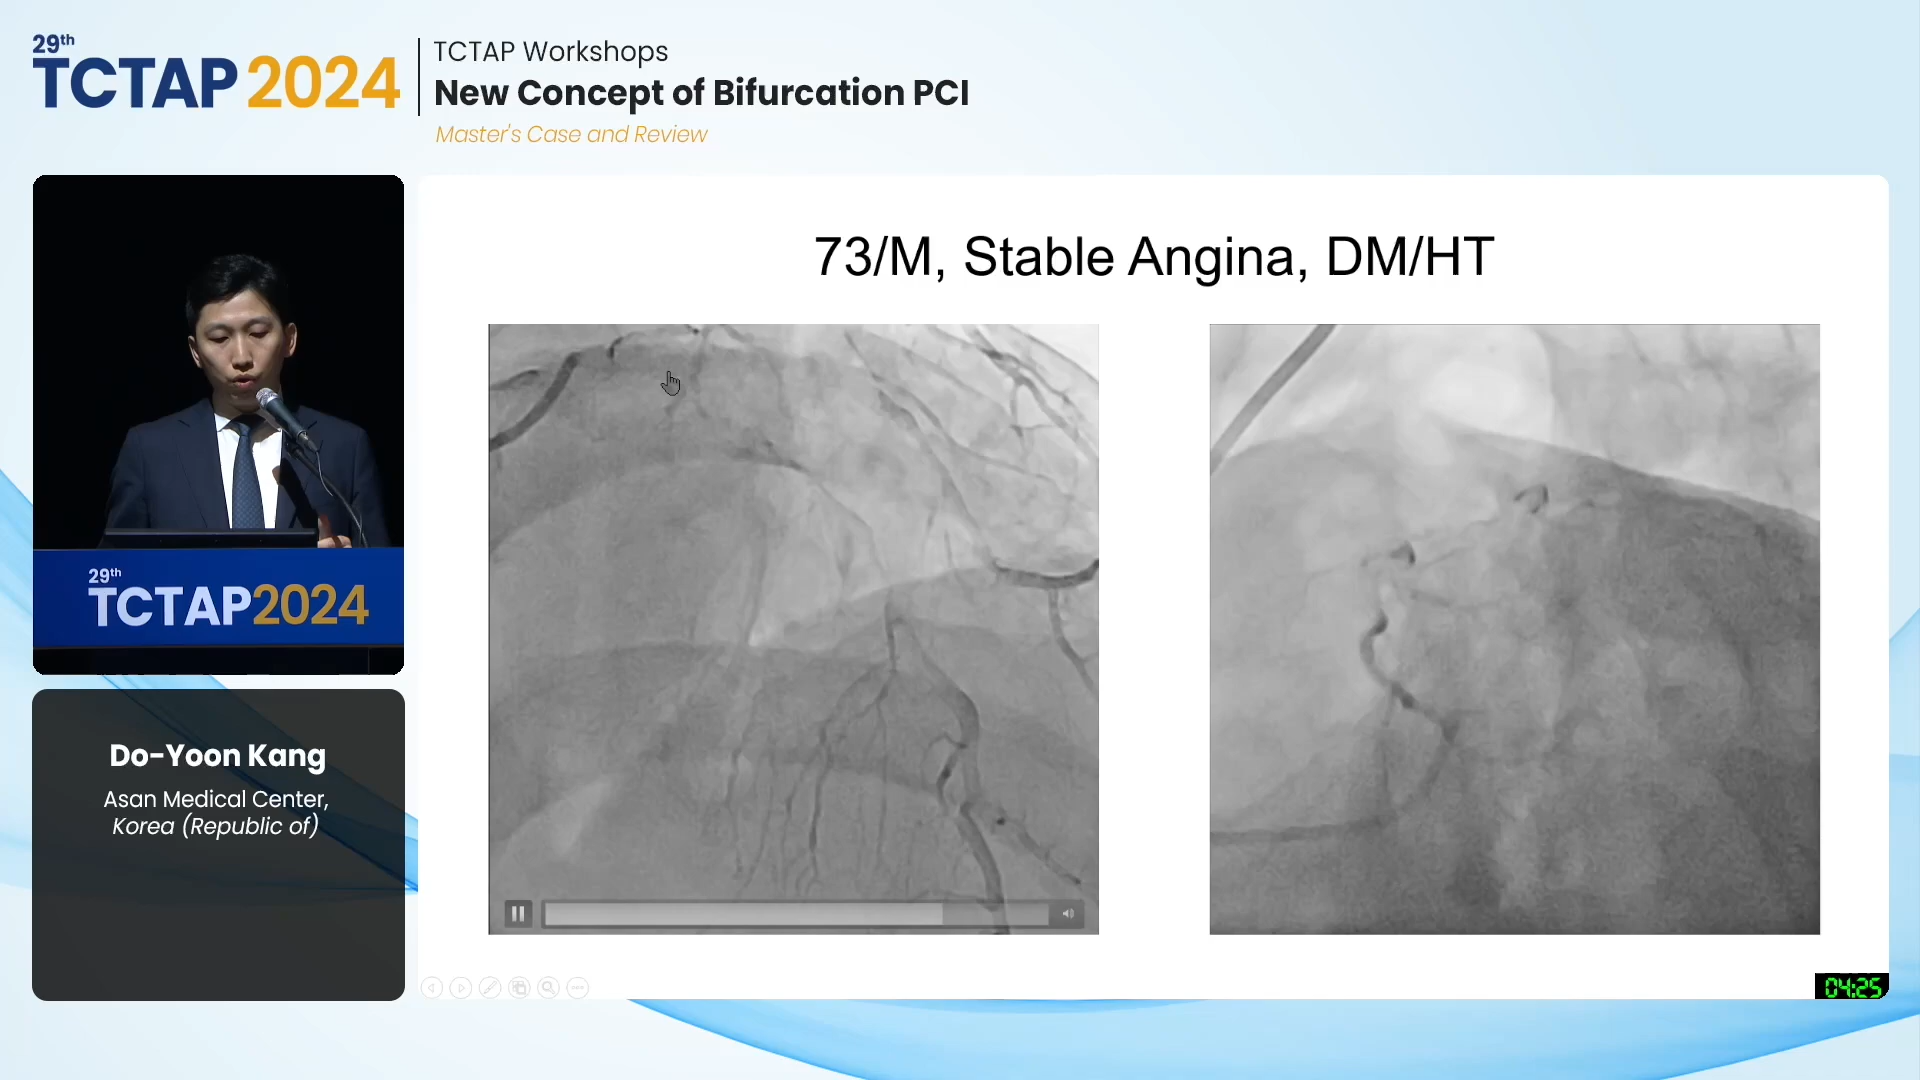 29th
TCTAP 2024
TCTAP Workshops
New Concept of Bifurcation PCI
Master's Case and Review
73/M, Stable Angina, DM/HT
29th
TCTAP2024
Do-Yoon Kang
Asan Medical Center,
Korea (Republic of)
04:25